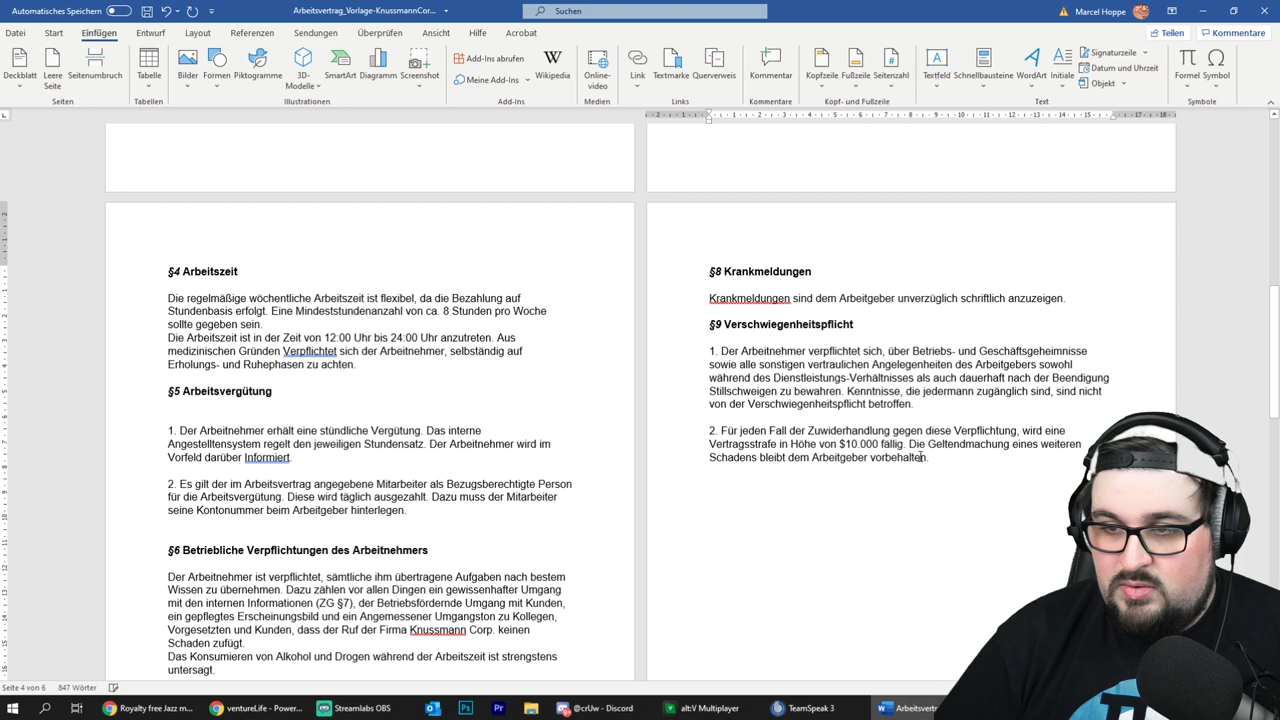 Automatisches Speichern
Arbeitsvertrag_Vorlage-KnussmannCor...
Suchen
Marcel Hoppe
Datei Start Einfügen Entwurf Layout Referenzen Sendungen Überprüfen Ansicht Hilfe Acrobat
Teilen Kommentare
Deckblatt
Leere Seite
Seitenumbruch
Tabelle
Bilder
Formen
Piktogramme
3D-Modelle
SmartArt
Diagramm
Screenshot
Add-Ins abrufen
Meine Add-Ins
Wikipedia
Online-video
Link
Textmarke
Querverweis
Kommentar
Kopfzeile
Fußzeile
Seitenzahl
Textfeld
Schnellbausteine
WordArt
Initiale
Signaturzeile
Datum und Uhrzeit
Objekt
Formel
Symbol
Seiten Tabellen Illustrationen Add-Ins Medien Links Kommentare Kopf- und Fußzeile Text Symbole
§4 Arbeitszeit
Die regelmäßige wöchentliche Arbeitszeit ist flexibel, da die Bezahlung auf
Stundenbasis erfolgt. Eine Mindeststundenanzahl von ca. 8 Stunden pro Woche
sollte gegeben sein.
Die Arbeitszeit ist in der Zeit von 12:00 Uhr bis 24:00 Uhr anzutreten. Aus
medizinischen Gründen Verpflichtet sich der Arbeitnehmer, selbständig auf
Erholungs- und Ruhephasen zu achten.
§5 Arbeitsvergütung
1. Der Arbeitnehmer erhält eine stündliche Vergütung. Das interne
Angestelltensystem regelt den jeweiligen Stundensatz. Der Arbeitnehmer wird im
Vorfeld darüber Informiert.
2. Es gilt der im Arbeitsvertrag angegebene Mitarbeiter als Bezugsberechtigte Person
für die Arbeitsvergütung. Diese wird täglich ausgezahlt. Dazu muss der Mitarbeiter
seine Kontonummer beim Arbeitgeber hinterlegen.
§6 Betriebliche Verpflichtungen des Arbeitnehmers
Der Arbeitnehmer ist verpflichtet, sämtliche ihm übertragene Aufgaben nach bestem
Wissen zu übernehmen. Dazu zählen vor allen Dingen ein gewissenhafter Umgang
mit den internen Informationen (ZG §7), der Betriebsfördernde Umgang mit Kunden,
ein gepflegtes Erscheinungsbild und ein Angemessener Umgangston zu Kollegen,
Vorgesetzten und Kunden, dass der Ruf der Firma Knussmann Corp. keinen
Schaden zufügt.
Das Konsumieren von Alkohol und Drogen während der Arbeitszeit ist strengstens
untersagt.
§8 Krankmeldungen
Krankmeldungen sind dem Arbeitgeber unverzüglich schriftlich anzuzeigen.
§9 Verschwiegenheitspflicht
1. Der Arbeitnehmer verpflichtet sich, über Betriebs- und Geschäftsgeheimnisse
sowie alle sonstigen vertraulichen Angelegenheiten des Arbeitgebers sowohl
während des Dienstleistungs-Verhältnisses als auch dauerhaft nach der Beendigung
Stillschweigen zu bewahren. Kenntnisse, die jedermann zugänglich sind, sind nicht
von der Verschwiegenheitspflicht betroffen.
2. Für jeden Fall der Zuwiderhandlung gegen diese Verpflichtung, wird eine
Vertragsstrafe in Höhe von $10.000 fällig. Die Geltendmachung eines weiteren
Schadens bleibt dem Arbeitgeber vorbehalten.
Seite 4 von 6 847 Wörter
Royalty free Jazz m...
ventureLife - Power...
Streamlabs OBS
@crUw - Discord
alt:V Multiplayer
TeamSpeak 3
Arbeitsvertr